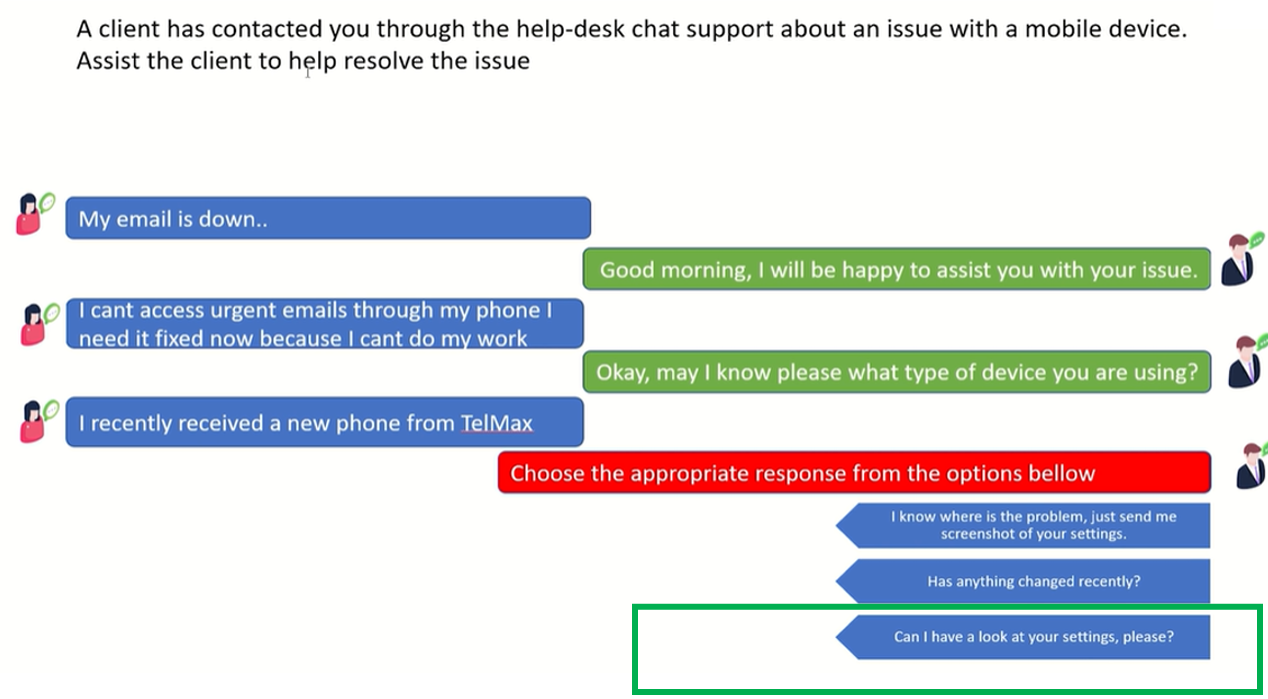 A client has contacted you through the help-desk chat support about an issue with a mobile device.
Assist the client to help resolve the issue
My email is down..
Good morning, I will be happy to assist you with your issue.
I cant access urgent emails through my phone I
need it fixed now because I cant do my work
Okay, may I know please what type of device you are using?
I recently received a new phone from TelMax
Choose the appropriate response from the options bellow
I know where is the problem, just send me
screenshot of your settings.
Has anything changed recently?
Can I have a look at your settings, please?